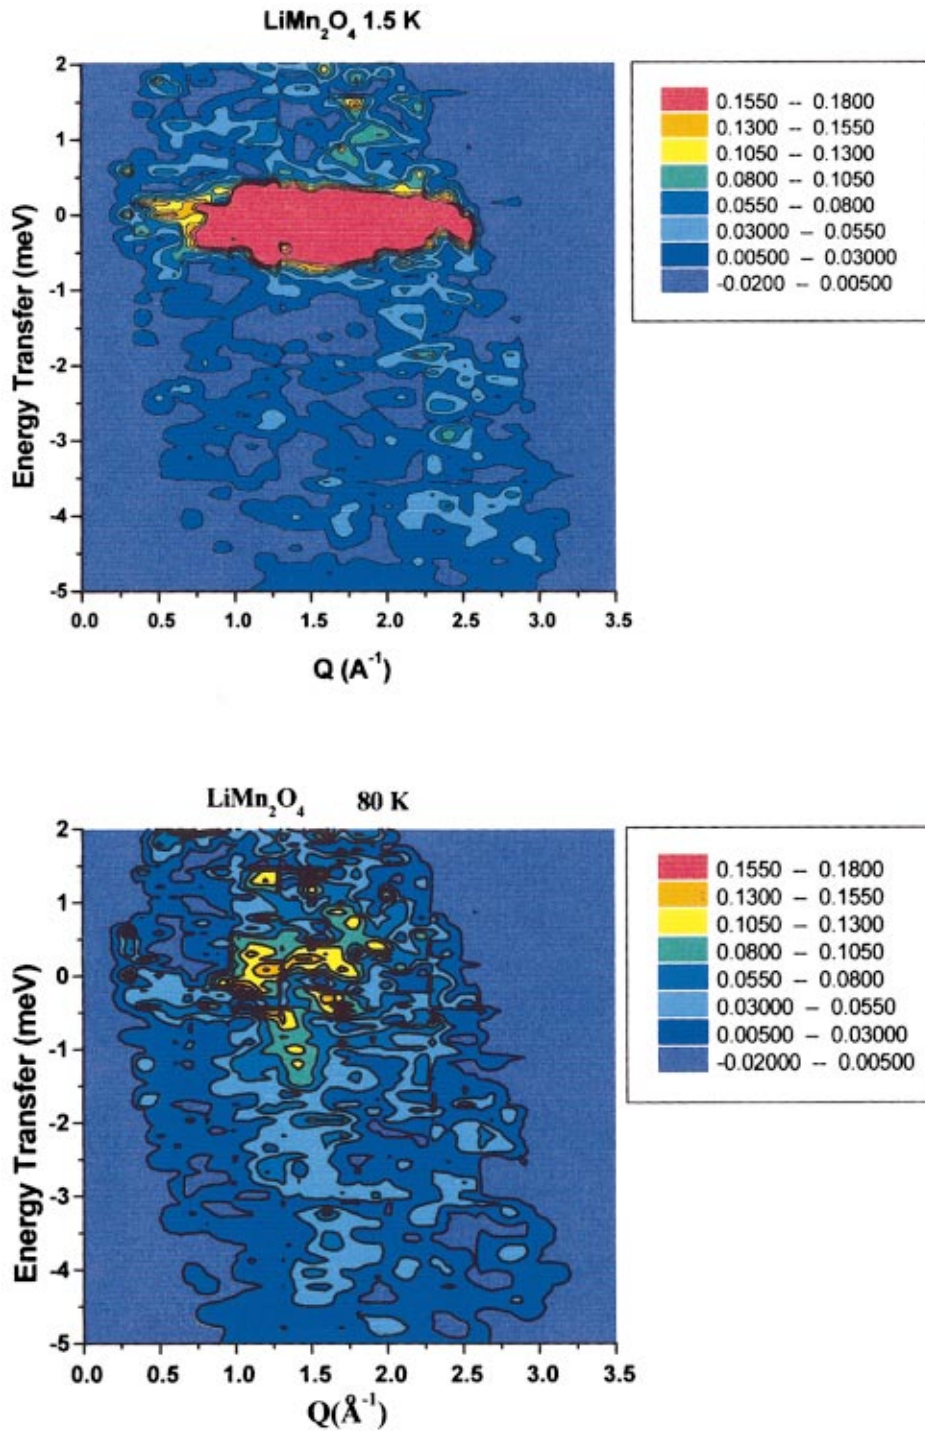 LiMn₂O₄ 1.5 K
Energy Transfer (meV)
2
1
0
-1
-2
-3
-4
-5
0.0 0.5 1.0 1.5 2.0 2.5 3.0 3.5
Q (A⁻¹)
0.1550 – 0.1800
0.1300 – 0.1550
0.1050 – 0.1300
0.0800 – 0.1050
0.0550 – 0.0800
0.03000 – 0.0550
0.00500 – 0.03000
-0.0200 – 0.00500
LiMn₂O₄ 80 K
Energy Transfer (meV)
2
1
0
-1
-2
-3
-4
-5
0.0 0.5 1.0 1.5 2.0 2.5 3.0 3.5
Q(Å⁻¹)
0.1550 – 0.1800
0.1300 – 0.1550
0.1050 – 0.1300
0.0800 – 0.1050
0.0550 – 0.0800
0.03000 – 0.0550
0.00500 – 0.03000
-0.02000 – 0.00500